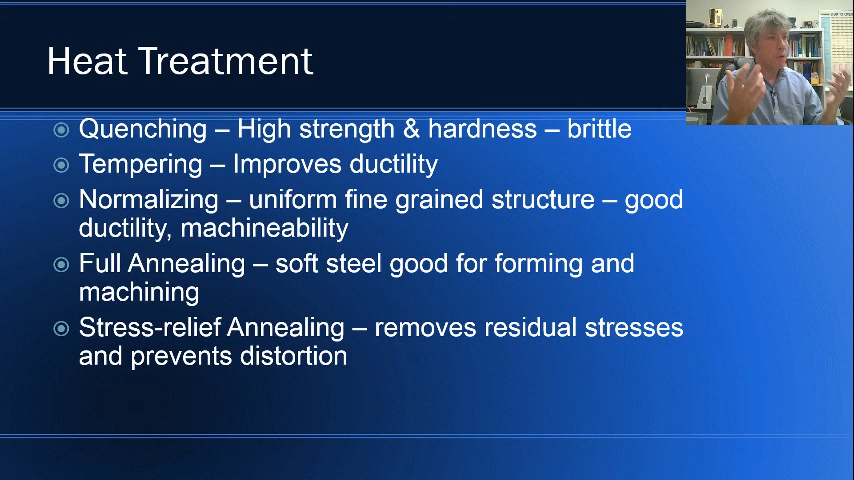 Heat Treatment
Quenching – High strength & hardness – brittle
Tempering – Improves ductility
Normalizing – uniform fine grained structure – good
ductility, machineability
Full Annealing – soft steel good for forming and
machining
Stress-relief Annealing – removes residual stresses
and prevents distortion